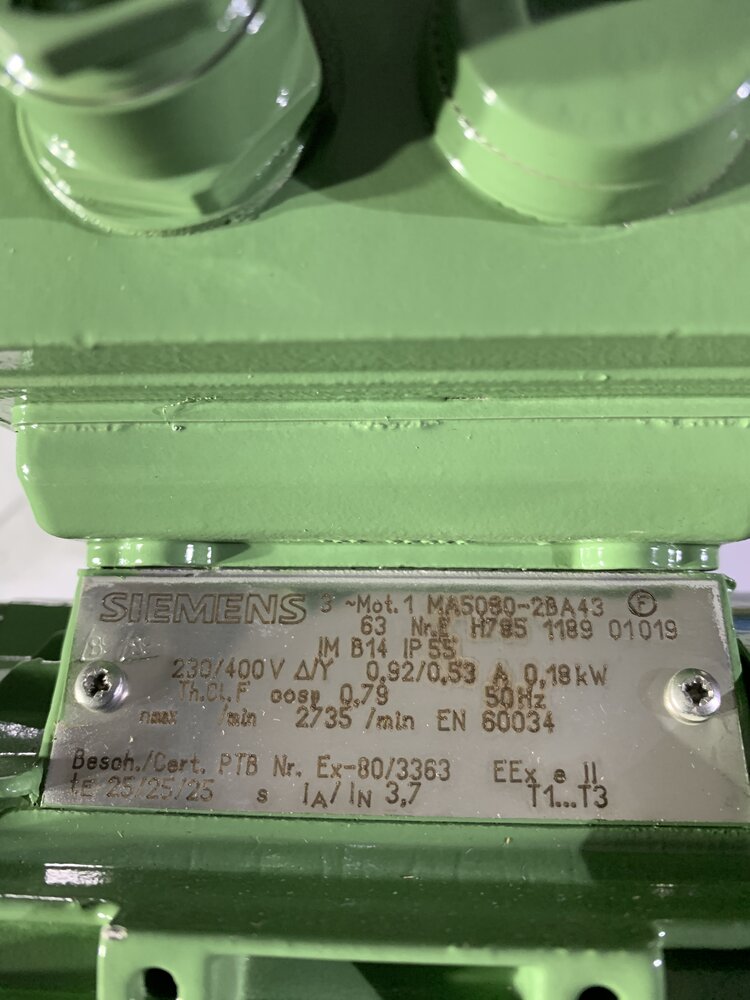 SIEMENS 3 ~Mot. 1 MA5080-2BA43 F
63 Nr.E H785 1189 01019
IM B14 IP 55
230/400 V Δ/Y 0,92/0,53 A 0,18 kW
Th.Cl.F cosφ 0,79 50 Hz
nmax /min 2735 /min EN 60034
Besch./Cert. PTB Nr. Ex-80/3363 EEx e II
tE 25/25/25 s IA/IN 3,7 T1...T3